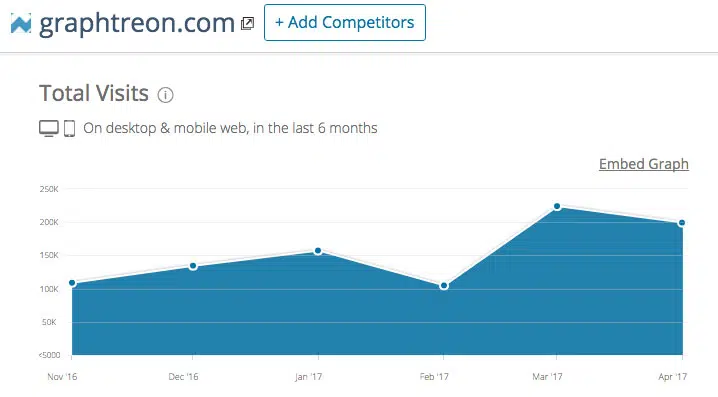 graphtreon.com + Add Competitors
Total Visits
On desktop & mobile web, in the last 6 months
Embed Graph
250K
200K
150K
100K
50K
<5000
Nov '16 Dec '16 Jan '17 Feb '17 Mar '17 Apr '17